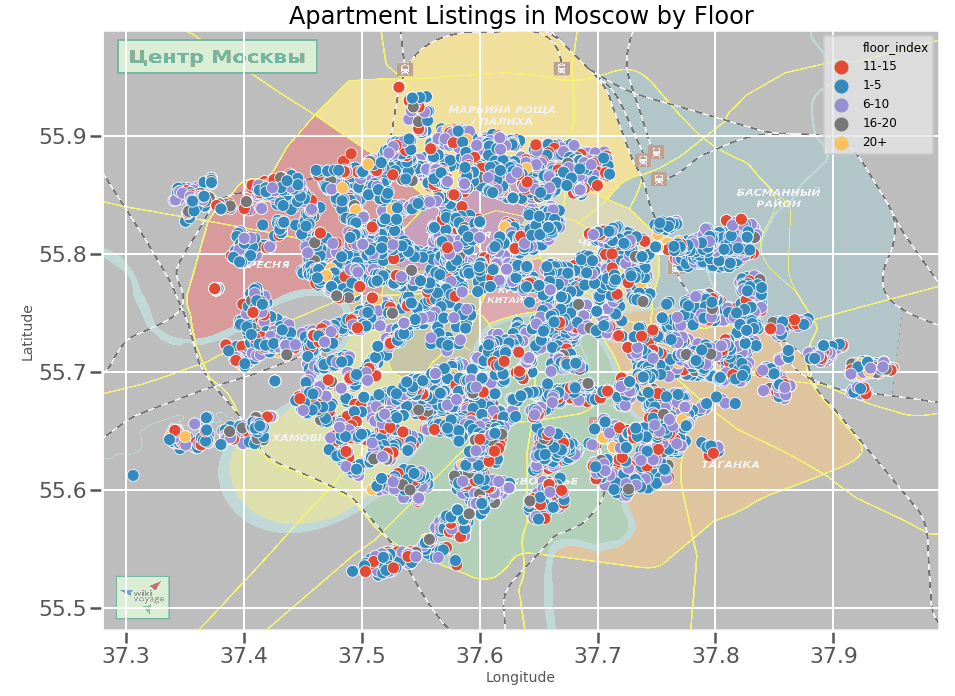 Apartment Listings in Moscow by Floor
Центр Москвы
floor_index
11-15
1-5
6-10
16-20
20+
МАРЬИНА РОЩА
/ПАЛИХА
БАСМАННЫЙ
РАЙОН
РЕСНЯ
КИТАЙ
ХАМОВН
ТАГАНКА
wiki
voyage
55.9
55.8
55.7
55.6
55.5
Latitude
37.3
37.4
37.5
37.6
37.7
37.8
37.9
Longitude